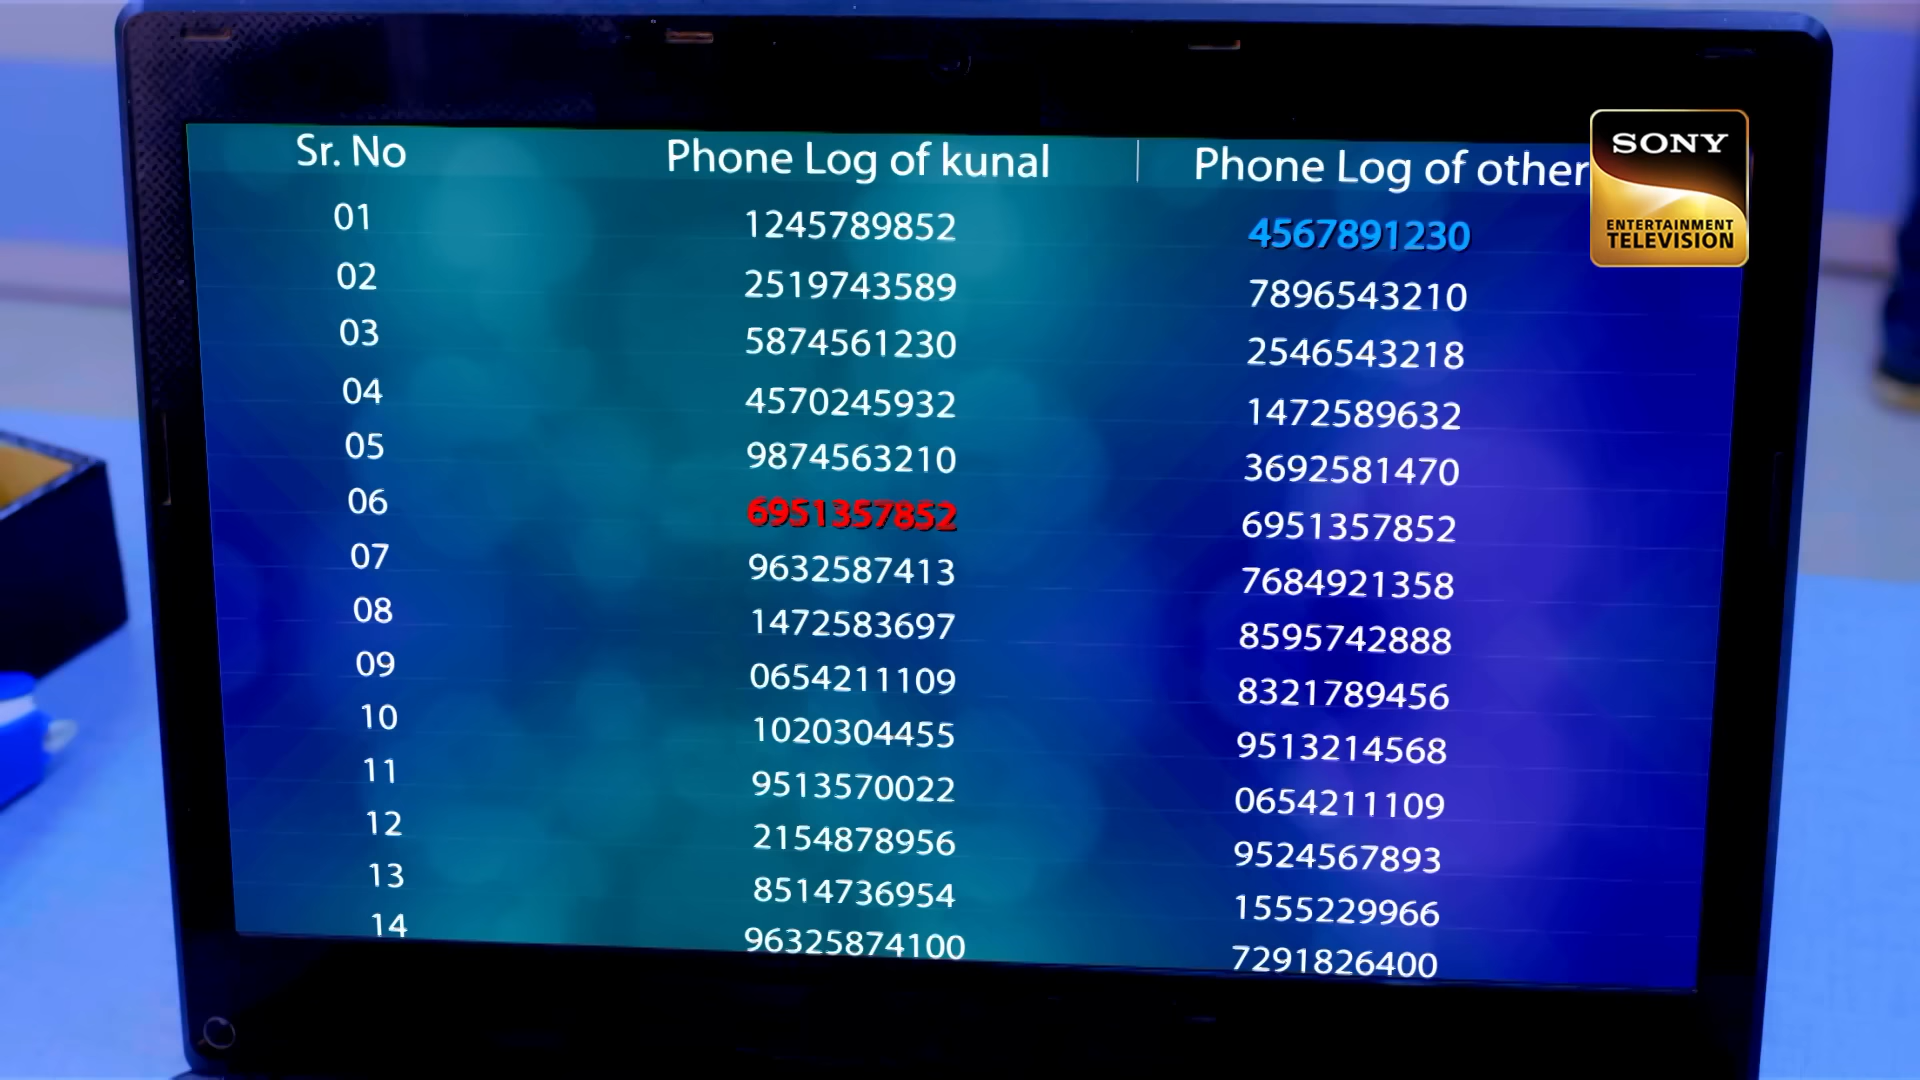 Sr. No Phone Log of kunal Phone Log of other
01 1245789852 4567891230
02 2519743589 7896543210
03 5874561230 2546543218
04 4570245932 1472589632
05 9874563210 3692581470
06 6951357852 6951357852
07 9632587413 7684921358
08 1472583697 8595742888
09 0654211109 8321789456
10 1020304455 9513214568
11 9513570022 0654211109
12 2154878956 9524567893
13 8514736954 1555229966
14 96325874100 7291826400
SONY
ENTERTAINMENT
TELEVISION